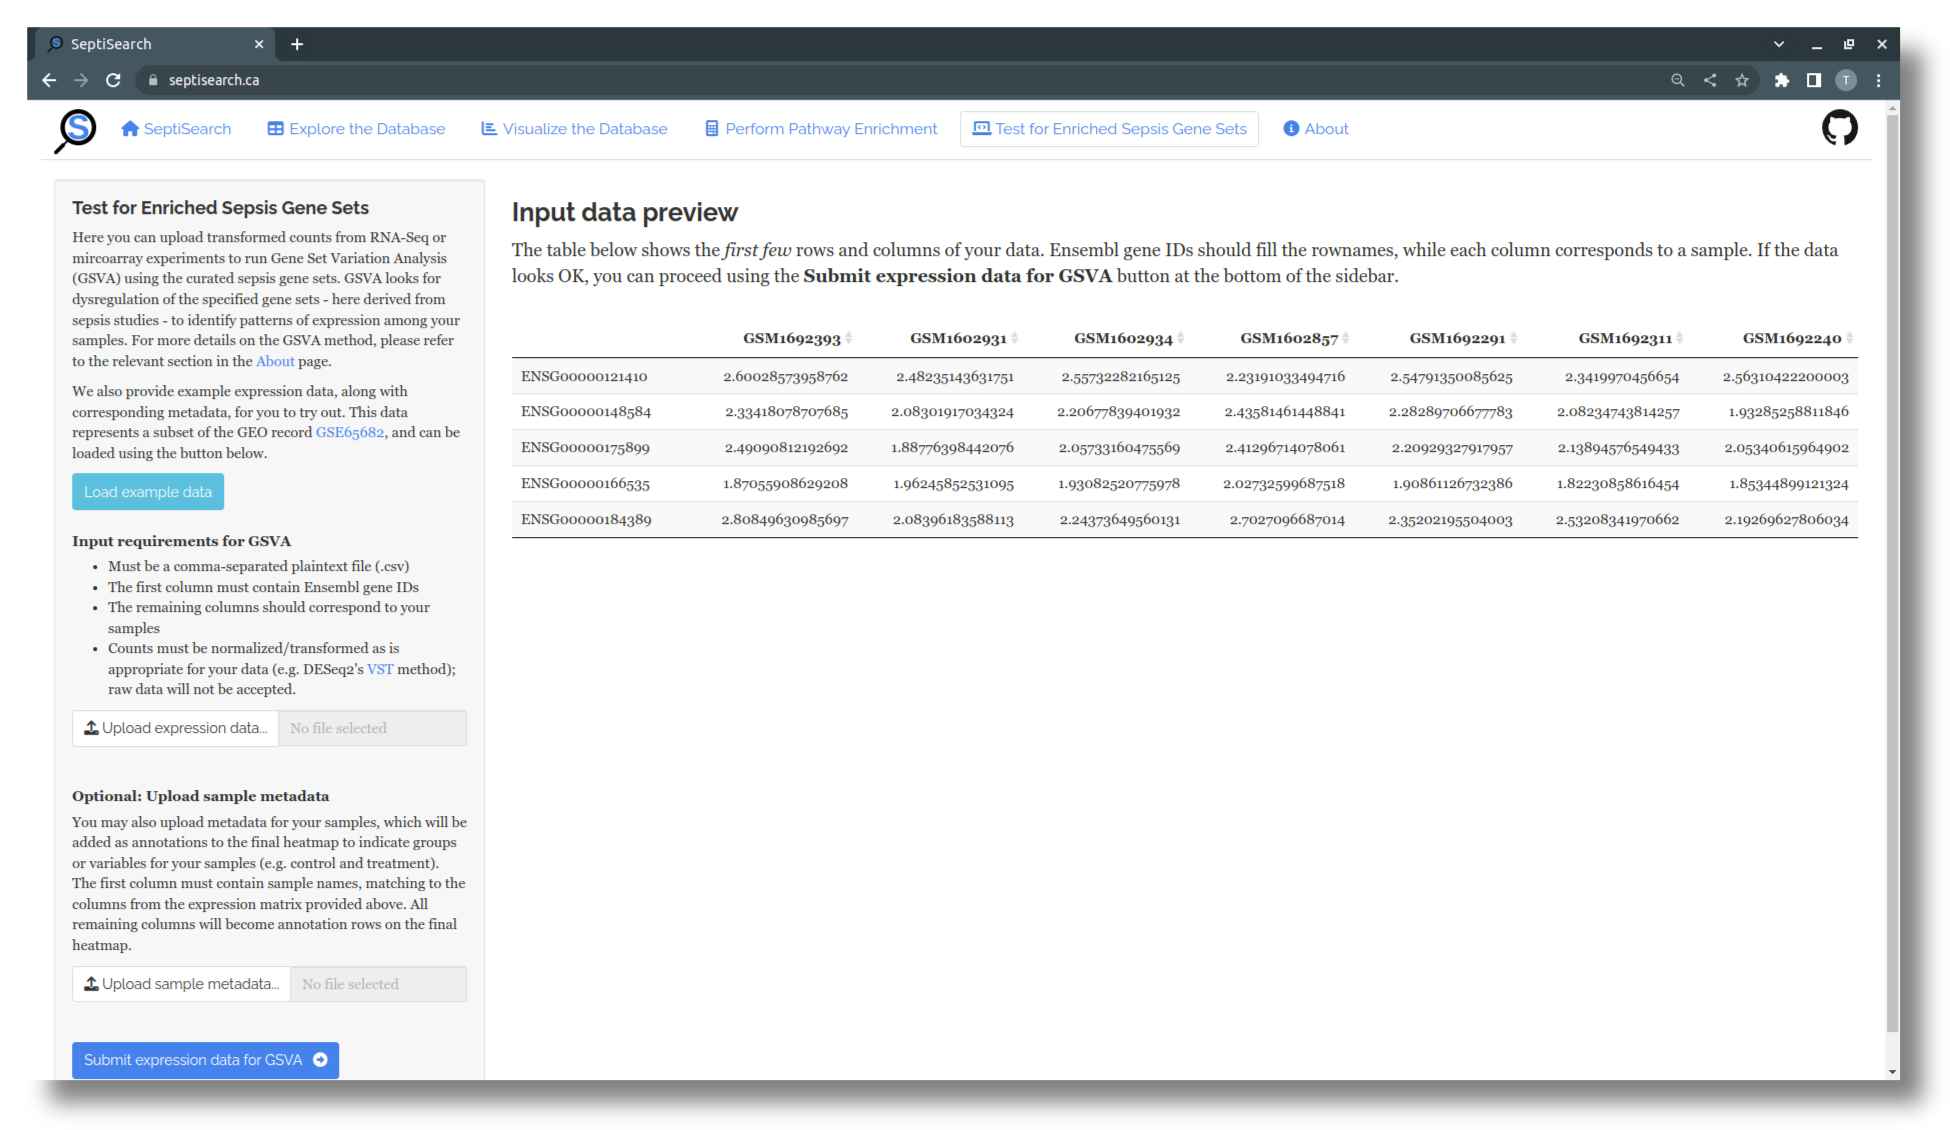 SeptiSearch
septisearch.ca
T
S
SeptiSearch Explore the Database Visualize the Database Perform Pathway Enrichment Test for Enriched Sepsis Gene Sets About
Test for Enriched Sepsis Gene Sets
Here you can upload transformed counts from RNA-Seq or
mircoarray experiments to run Gene Set Variation Analysis
(GSVA) using the curated sepsis gene sets. GSVA looks for
dysregulation of the specified gene sets - here derived from
sepsis studies - to identify patterns of expression among your
samples. For more details on the GSVA method, please refer
to the relevant section in the About page.
We also provide example expression data, along with
corresponding metadata, for you to try out. This data
represents a subset of the GEO record GSE65682, and can be
loaded using the button below.
Load example data
Input requirements for GSVA
• Must be a comma-separated plaintext file (.csv)
• The first column must contain Ensembl gene IDs
• The remaining columns should correspond to your
samples
• Counts must be normalized/transformed as is
appropriate for your data (e.g. DESeq2's VST method);
raw data will not be accepted.
Upload expression data... No file selected
Optional: Upload sample metadata
You may also upload metadata for your samples, which will be
added as annotations to the final heatmap to indicate groups
or variables for your samples (e.g. control and treatment).
The first column must contain sample names, matching to the
columns from the expression matrix provided above. All
remaining columns will become annotation rows on the final
heatmap.
Upload sample metadata... No file selected
Submit expression data for GSVA
Input data preview
The table below shows the first few rows and columns of your data. Ensembl gene IDs should fill the rownames, while each column corresponds to a sample. If the data
looks OK, you can proceed using the Submit expression data for GSVA button at the bottom of the sidebar.
GSM1692393 GSM1602931 GSM1602934 GSM1602857 GSM1692291 GSM1692311 GSM1692240
ENSG00000121410 2.60028573958762 2.48235143631751 2.55732282165125 2.23191033494716 2.54791350085625 2.3419970456654 2.56310422200003
ENSG00000148584 2.33418078707685 2.08301917034324 2.20677839401932 2.43581461448841 2.28289706677783 2.08234743814257 1.93285258811846
ENSG00000175899 2.49090812192692 1.88776398442076 2.05733160475569 2.41296714078061 2.20929327917957 2.13894576549433 2.05340615964902
ENSG00000166535 1.87055908629208 1.96245852531095 1.93082520775978 2.02732599687518 1.90861126732386 1.82230858616454 1.85344899121324
ENSG00000184389 2.80849630985697 2.08396183588113 2.24373649560131 2.7027096687014 2.35202195504003 2.53208341970662 2.19269627806034